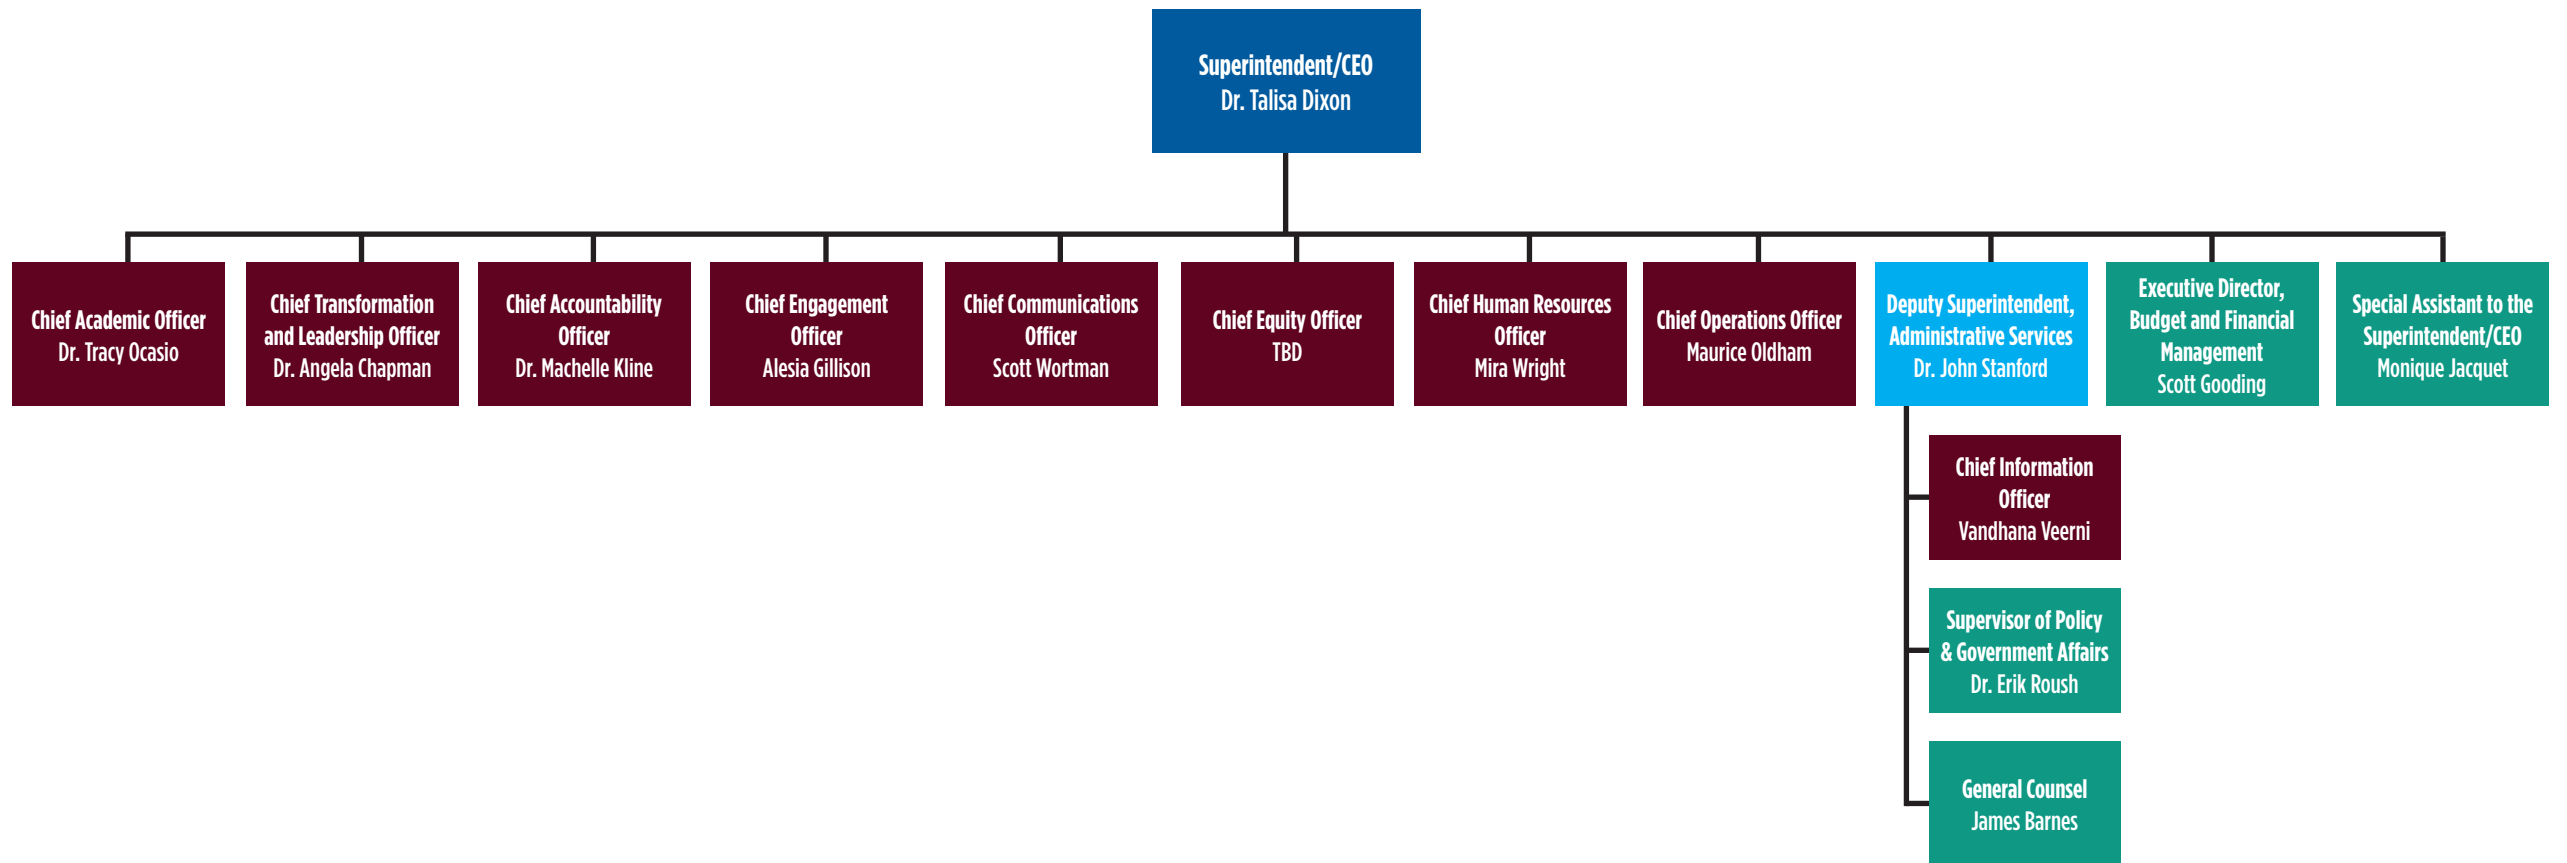 Superintendent/CEO
Dr. Talisa Dixon
Chief Academic Officer
Dr. Tracy Ocasio
Chief Transformation
and Leadership Officer
Dr. Angela Chapman
Chief Accountability
Officer
Dr. Machelle Kline
Chief Engagement
Officer
Alesia Gillison
Chief Communications
Officer
Scott Wortman
Chief Equity Officer
TBD
Chief Human Resources
Officer
Mira Wright
Chief Operations Officer
Maurice Oldham
Deputy Superintendent,
Administrative Services
Dr. John Stanford
Executive Director,
Budget and Financial
Management
Scott Gooding
Special Assistant to the
Superintendent/CEO
Monique Jacquet
Chief Information
Officer
Vandhana Veerni
Supervisor of Policy
& Government Affairs
Dr. Erik Roush
General Counsel
James Barnes